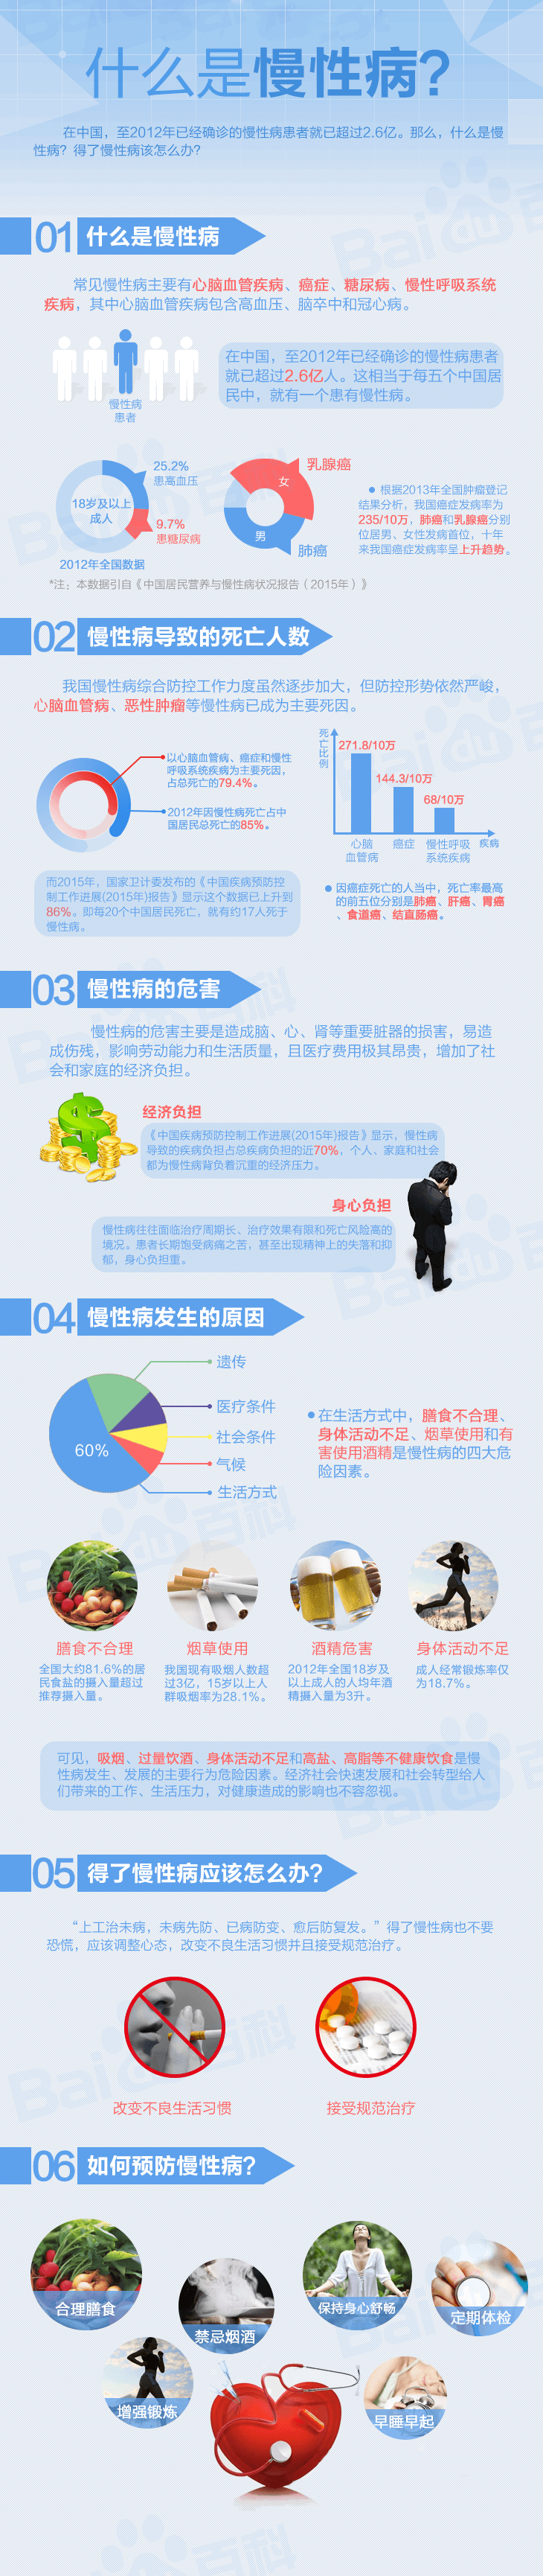 什么是慢性病?
在中国，至2012年已经确诊的慢性病患者就已超过2.6亿。那么，什么是慢
性病？得了慢性病该怎么办？
01 什么是慢性病
常见慢性病主要有心脑血管疾病、癌症、糖尿病、慢性呼吸系统
疾病，其中心脑血管疾病包含高血压、脑卒中和冠心病。
慢性病
患者
在中国，至2012年已经确诊的慢性病患者
就已超过2.6亿人。这相当于每五个中国居
民中，就有一个患有慢性病。
25.2%
患高血压
18岁及以上
成人
9.7%
患糖尿病
2012年全国数据
乳腺癌
女
男
肺癌
● 根据2013年全国肿瘤登记
结果分析，我国癌症发病率为
235/10万，肺癌和乳腺癌分别
位居男、女性发病首位，十年
来我国癌症发病率呈上升趋势。
*注：本数据引自《中国居民营养与慢性病状况报告（2015年）》
02 慢性病导致的死亡人数
我国慢性病综合防控工作力度虽然逐步加大，但防控形势依然严峻，
心脑血管病、恶性肿瘤等慢性病已成为主要死因。
以心脑血管病、癌症和慢性
呼吸系统疾病为主要死因，
占总死亡的79.4%。
2012年因慢性病死亡占中
国居民总死亡的85%。
死亡比例
271.8/10万
144.3/10万
68/10万
心脑
血管病
癌症
慢性呼吸
系统疾病
疾病
而2015年，国家卫计委发布的《中国疾病预防控
制工作进展(2015年)报告》显示这个数据已上升到
86%。即每20个中国居民死亡，就有约17人死于
慢性病。
● 因癌症死亡的人当中，死亡率最高
的前五位分别是肺癌、肝癌、胃癌
、食道癌、结直肠癌。
03 慢性病的危害
慢性病的危害主要是造成脑、心、肾等重要脏器的损害，易造
成伤残，影响劳动能力和生活质量，且医疗费用极其昂贵，增加了社
会和家庭的经济负担。
经济负担
《中国疾病预防控制工作进展(2015年)报告》显示，慢性病
导致的疾病负担占总疾病负担的近70%，个人、家庭和社会
都为慢性病背负着沉重的经济压力。
身心负担
慢性病往往面临治疗周期长、治疗效果有限和死亡风险高的
境况。患者长期饱受病痛之苦，甚至出现精神上的失落和抑
郁，身心负担重。
04 慢性病发生的原因
遗传
医疗条件
社会条件
气候
生活方式
60%
● 在生活方式中，膳食不合理、
身体活动不足、烟草使用和有
害使用酒精是慢性病的四大危
险因素。
膳食不合理
全国大约81.6%的居
民食盐的摄入量超过
推荐摄入量。
烟草使用
我国现有吸烟人数超
过3亿，15岁以上人
群吸烟率为28.1%。
酒精危害
2012年全国18岁及
以上成人的人均年酒
精摄入量为3升。
身体活动不足
成人经常锻炼率仅
为18.7%。
可见，吸烟、过量饮酒、身体活动不足和高盐、高脂等不健康饮食是慢
性病发生、发展的主要行为危险因素。经济社会快速发展和社会转型给人
们带来的工作、生活压力，对健康造成的影响也不容忽视。
05 得了慢性病应该怎么办?
“上工治未病，未病先防、已病防变、愈后防复发。”得了慢性病也不要
恐慌，应该调整心态，改变不良生活习惯并且接受规范治疗。
改变不良生活习惯
接受规范治疗
06 如何预防慢性病?
合理膳食
禁忌烟酒
保持身心舒畅
定期体检
增强锻炼
早睡早起
Baidu百科